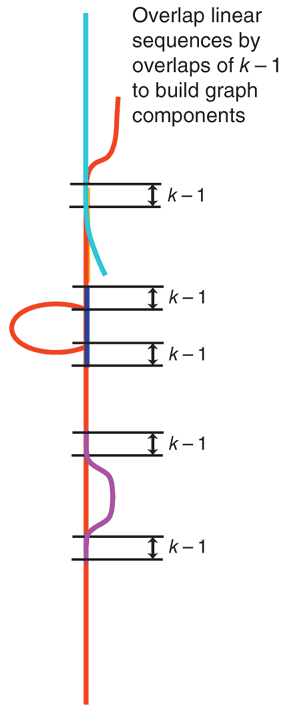 Overlap linear
sequences by
overlaps of k – 1
to build graph
components
k – 1
k – 1
k – 1
k – 1
k – 1